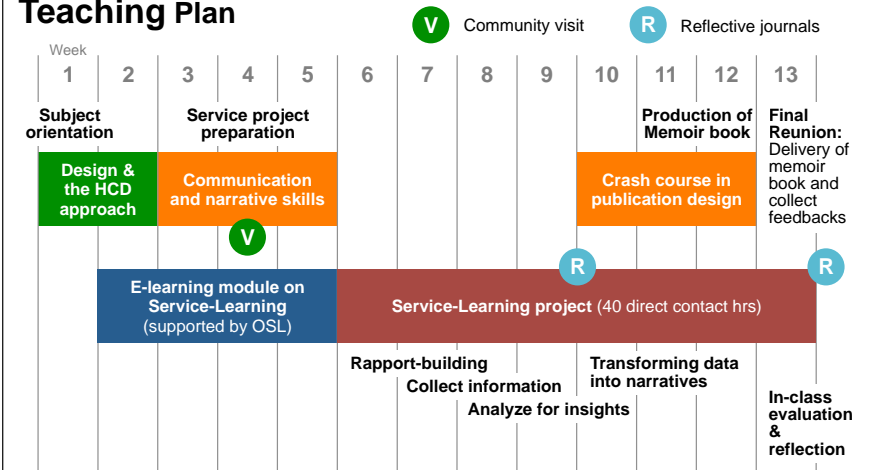 Teaching Plan
V Community visit
R Reflective journals
Week
1 2 3 4 5 6 7 8 9 10 11 12 13
Subject
orientation
Service project
preparation
Production of
Memoir book
Final
Reunion:
Delivery of
memoir
book and
collect
feedbacks
Design &
the HCD
approach
Communication
and narrative skills
Crash course in
publication design
V
R
R
E-learning module on
Service-Learning
(supported by OSL)
Service-Learning project (40 direct contact hrs)
Rapport-building
Collect information
Analyze for insights
Transforming data
into narratives
In-class
evaluation
&
reflection